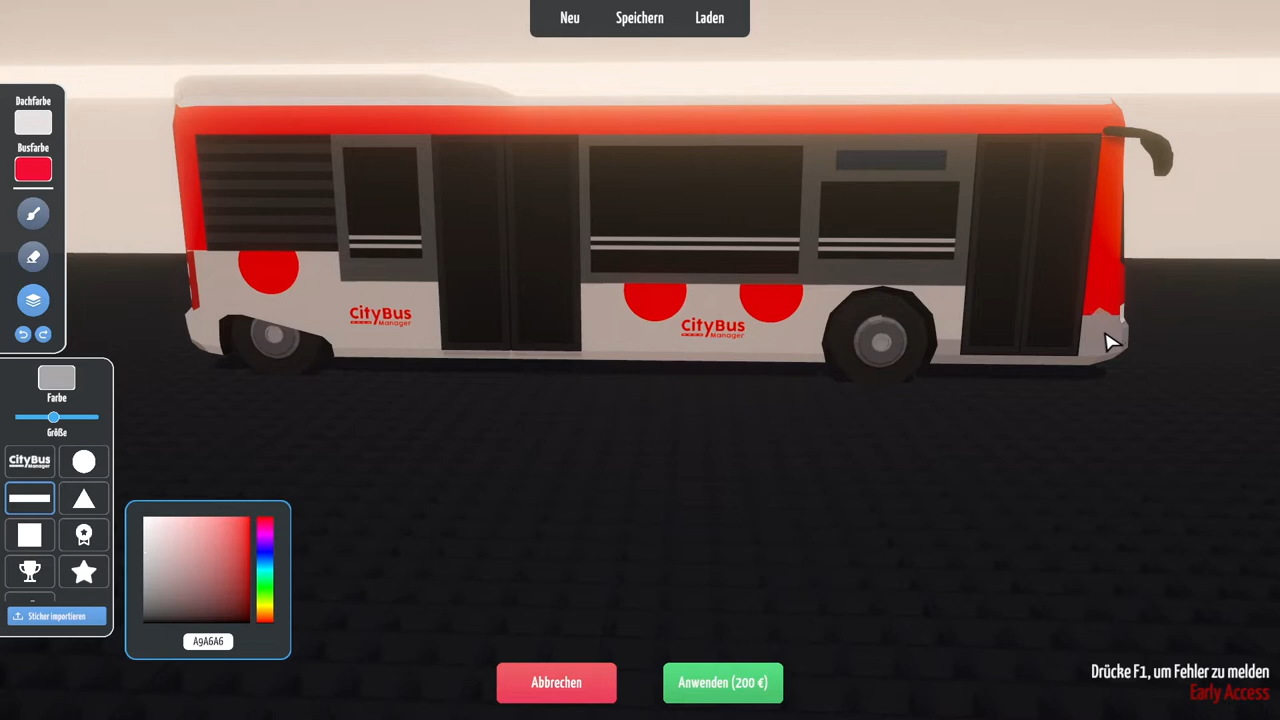 Neu Speichern Laden
Dachfarbe
Busfarbe
CityBus
Manager
CityBus
Manager
Farbe
Größe
CityBus
Manager
Sticker importieren
A9A6A6
Abbrechen
Anwenden (200 €)
Drücke F1, um Fehler zu melden
Early Access